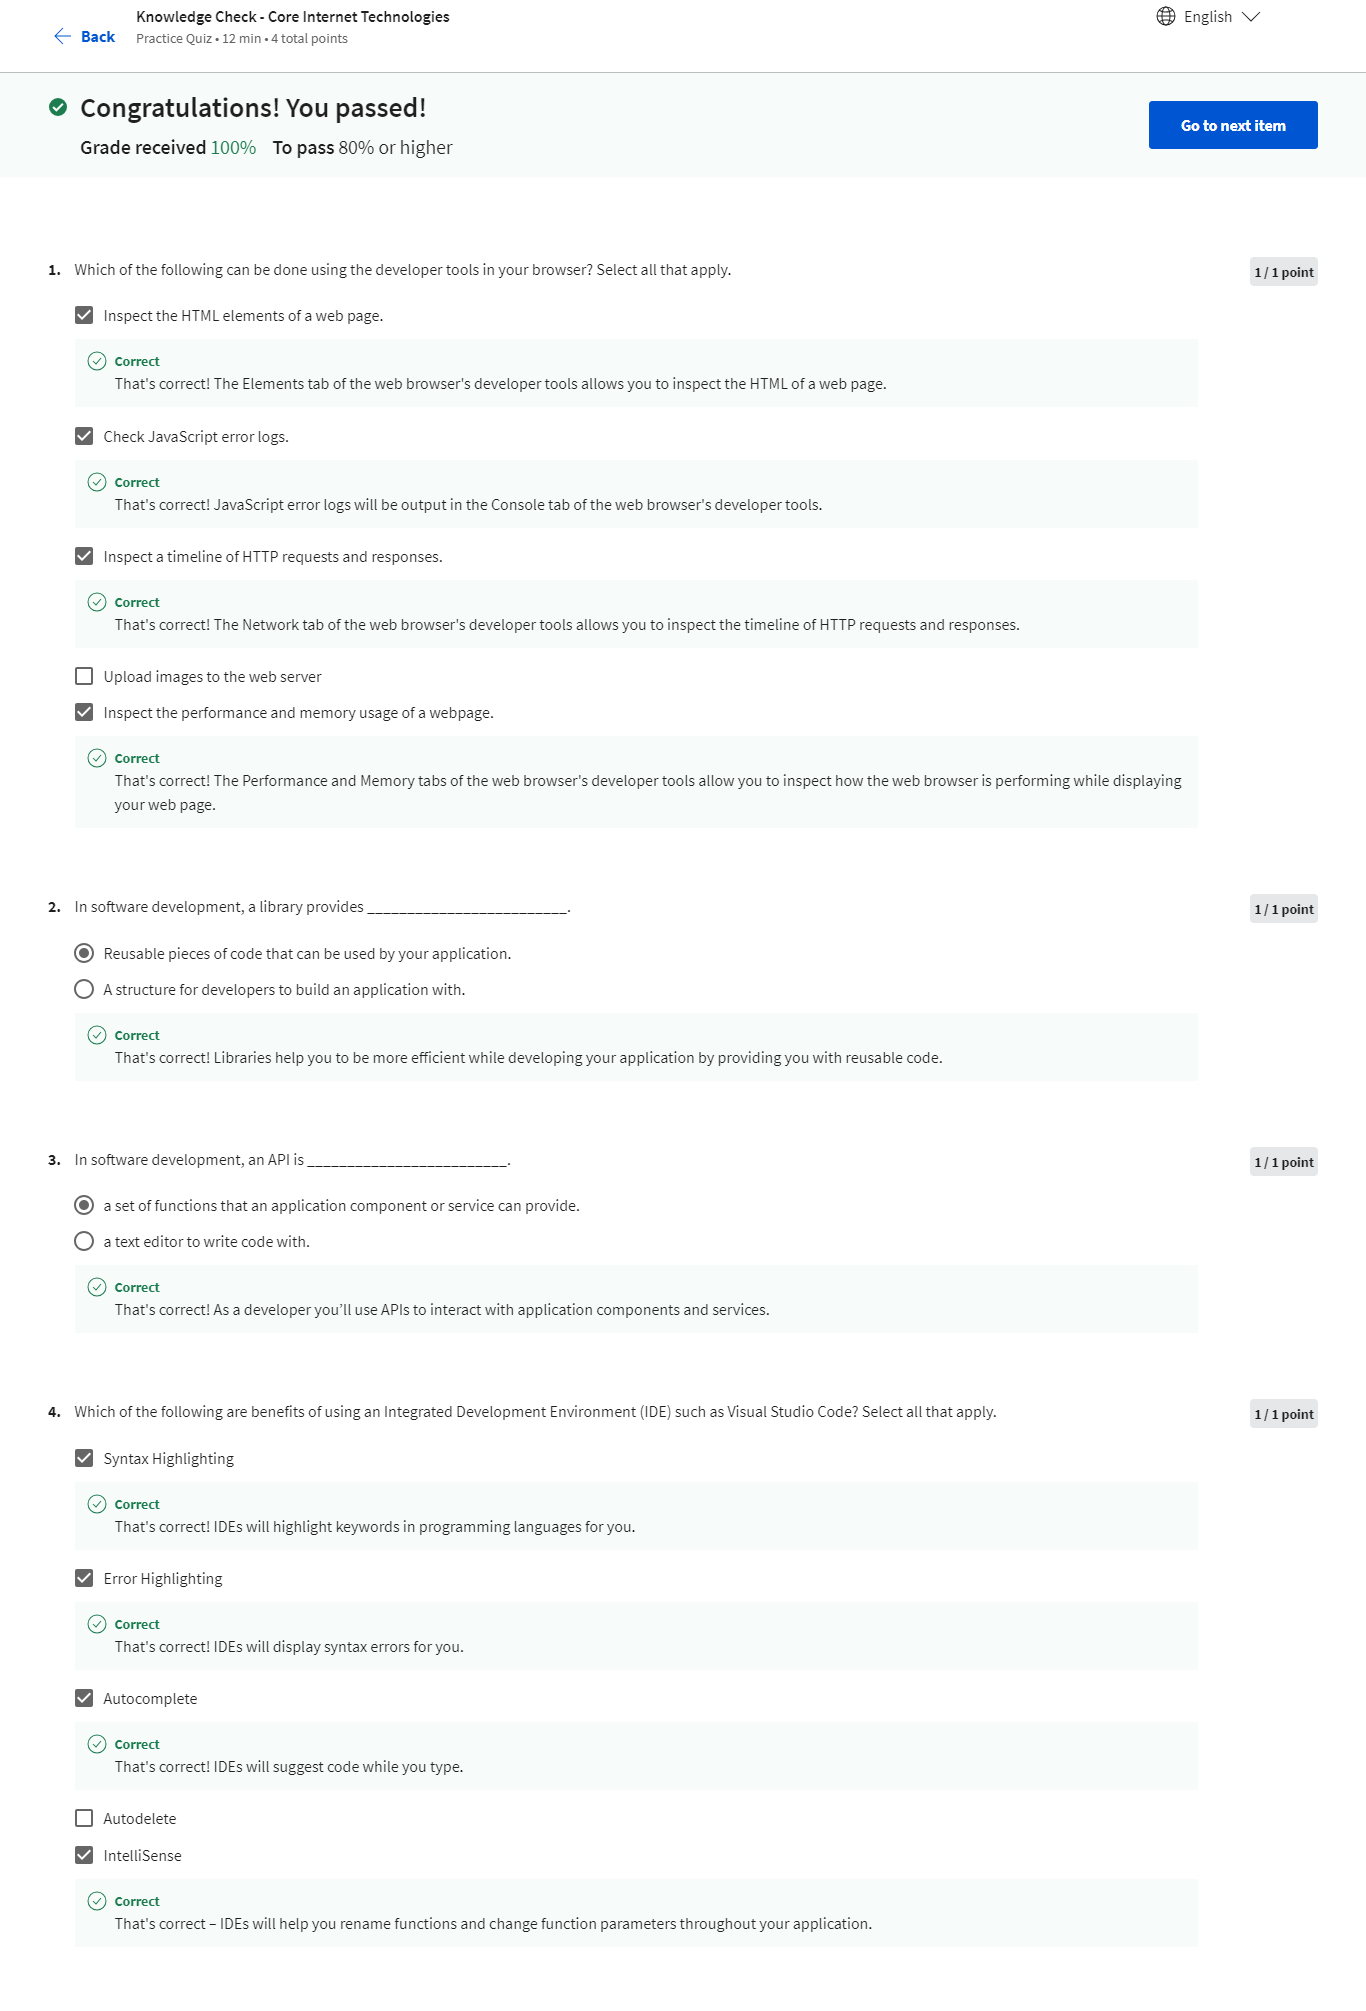 Back
Knowledge Check - Core Internet Technologies
Practice Quiz • 12 min • 4 total points
English
Congratulations! You passed!
Grade received 100% To pass 80% or higher
Go to next item
1. Which of the following can be done using the developer tools in your browser? Select all that apply.
1 / 1 point
Inspect the HTML elements of a web page.
Correct
That's correct! The Elements tab of the web browser's developer tools allows you to inspect the HTML of a web page.
Check JavaScript error logs.
Correct
That's correct! JavaScript error logs will be output in the Console tab of the web browser's developer tools.
Inspect a timeline of HTTP requests and responses.
Correct
That's correct! The Network tab of the web browser's developer tools allows you to inspect the timeline of HTTP requests and responses.
Upload images to the web server
Inspect the performance and memory usage of a webpage.
Correct
That's correct! The Performance and Memory tabs of the web browser's developer tools allow you to inspect how the web browser is performing while displaying
your web page.
2. In software development, a library provides _________________________.
1 / 1 point
Reusable pieces of code that can be used by your application.
A structure for developers to build an application with.
Correct
That's correct! Libraries help you to be more efficient while developing your application by providing you with reusable code.
3. In software development, an API is _________________________.
1 / 1 point
a set of functions that an application component or service can provide.
a text editor to write code with.
Correct
That's correct! As a developer you’ll use APIs to interact with application components and services.
4. Which of the following are benefits of using an Integrated Development Environment (IDE) such as Visual Studio Code? Select all that apply.
1 / 1 point
Syntax Highlighting
Correct
That's correct! IDEs will highlight keywords in programming languages for you.
Error Highlighting
Correct
That's correct! IDEs will display syntax errors for you.
Autocomplete
Correct
That's correct! IDEs will suggest code while you type.
Autodelete
IntelliSense
Correct
That's correct – IDEs will help you rename functions and change function parameters throughout your application.